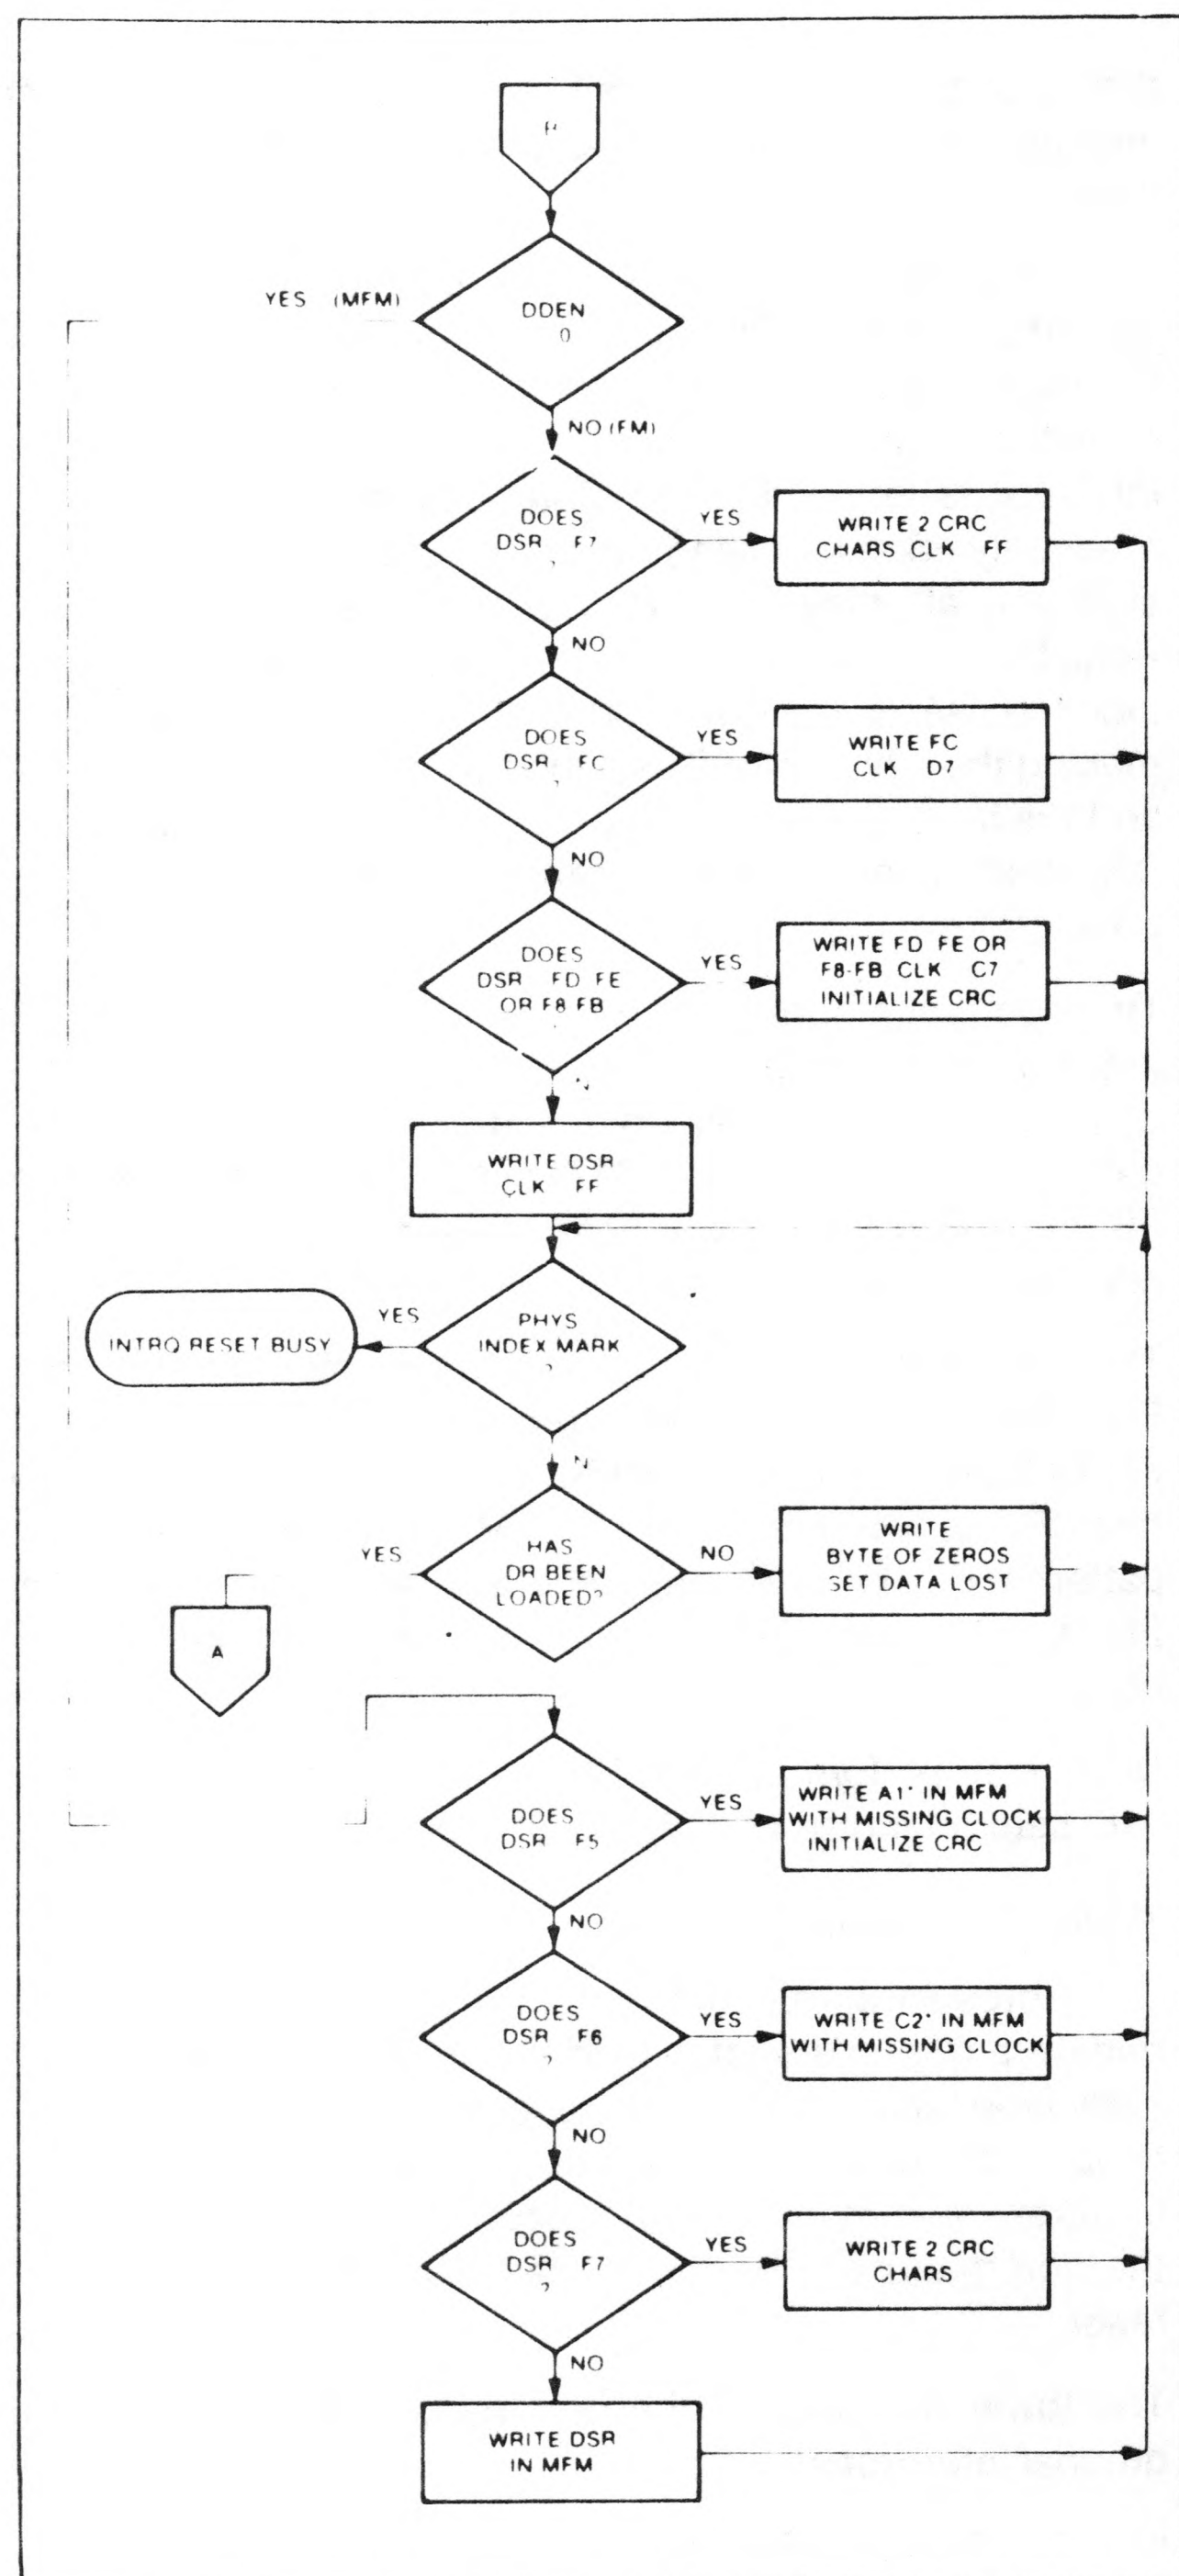 DDEN
0
YES (MFM)
NO (FM)
DOES
DSR F7
?
YES
WRITE 2 CRC
CHARS CLK FF
NO
DOES
DSR FC
?
YES
WRITE FC
CLK D7
NO
DOES
DSR FD FE
OR F8-FB
YES
WRITE FD FE OR
F8-FB CLK C7
INITIALIZE CRC
WRITE DSR
CLK FF
PHYS
INDEX MARK
?
YES
INTRQ RESET BUSY
HAS
DR BEEN
LOADED?
YES
A
NO
WRITE
BYTE OF ZEROS
SET DATA LOST
DOES
DSR F5
YES
WRITE A1* IN MFM
WITH MISSING CLOCK
INITIALIZE CRC
NO
DOES
DSR F6
?
YES
WRITE C2* IN MFM
WITH MISSING CLOCK
NO
DOES
DSR F7
?
YES
WRITE 2 CRC
CHARS
NO
WRITE DSR
IN MFM